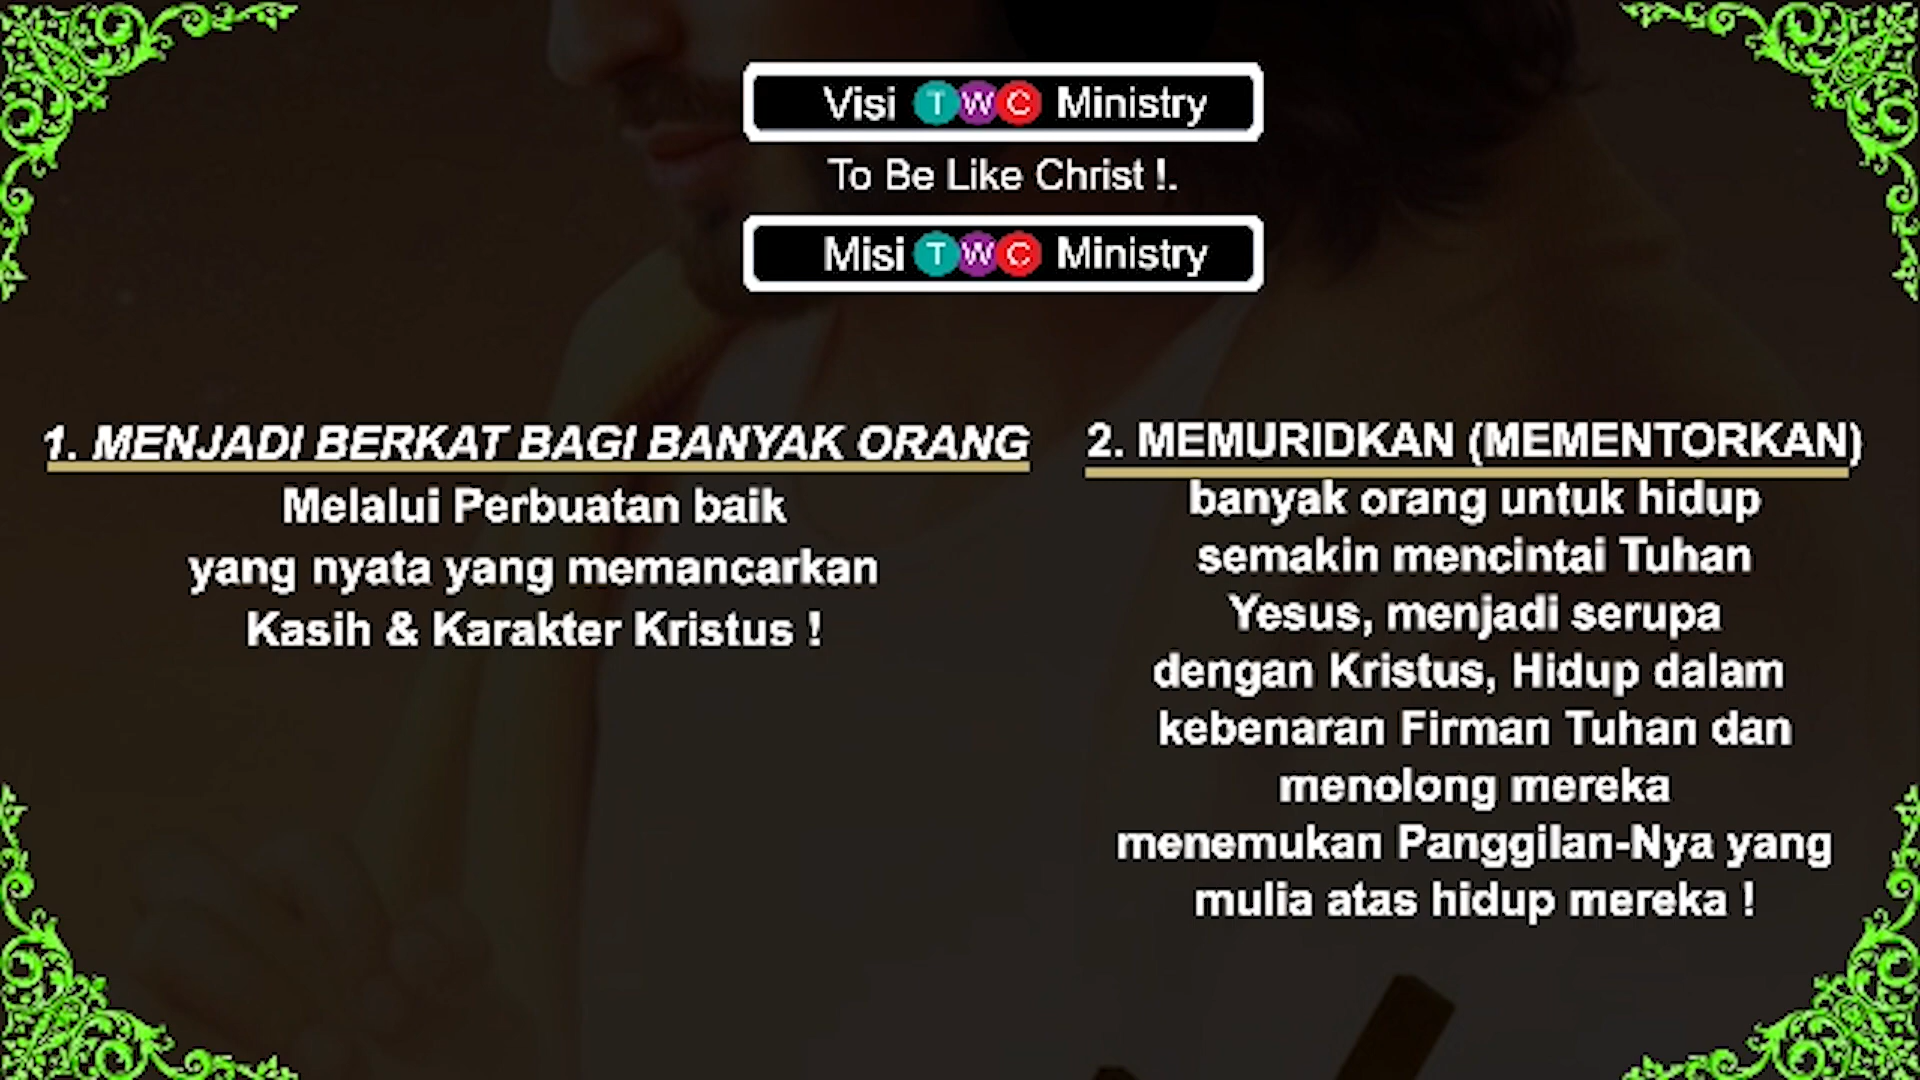 Visi TWC Ministry
To Be Like Christ !.
Misi TWC Ministry
1. MENJADI BERKAT BAGI BANYAK ORANG
Melalui Perbuatan baik
yang nyata yang memancarkan
Kasih & Karakter Kristus !
2. MEMURIDKAN (MEMENTORKAN)
banyak orang untuk hidup
semakin mencintai Tuhan
Yesus, menjadi serupa
dengan Kristus, Hidup dalam
kebenaran Firman Tuhan dan
menolong mereka
menemukan Panggilan-Nya yang
mulia atas hidup mereka !